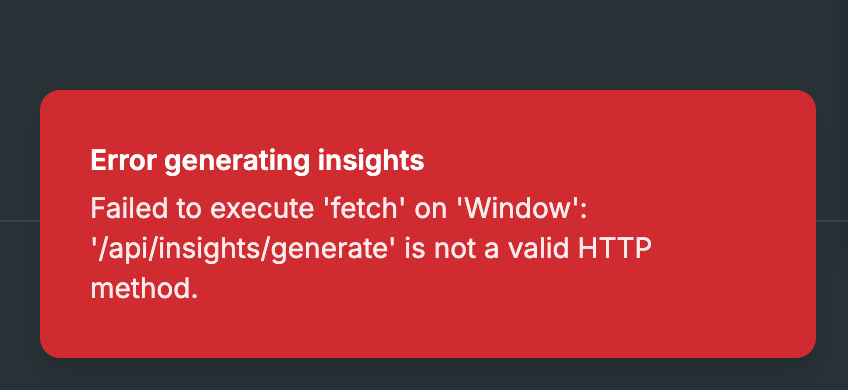 Error generating insights
Failed to execute 'fetch' on 'Window':
'/api/insights/generate' is not a valid HTTP
method.